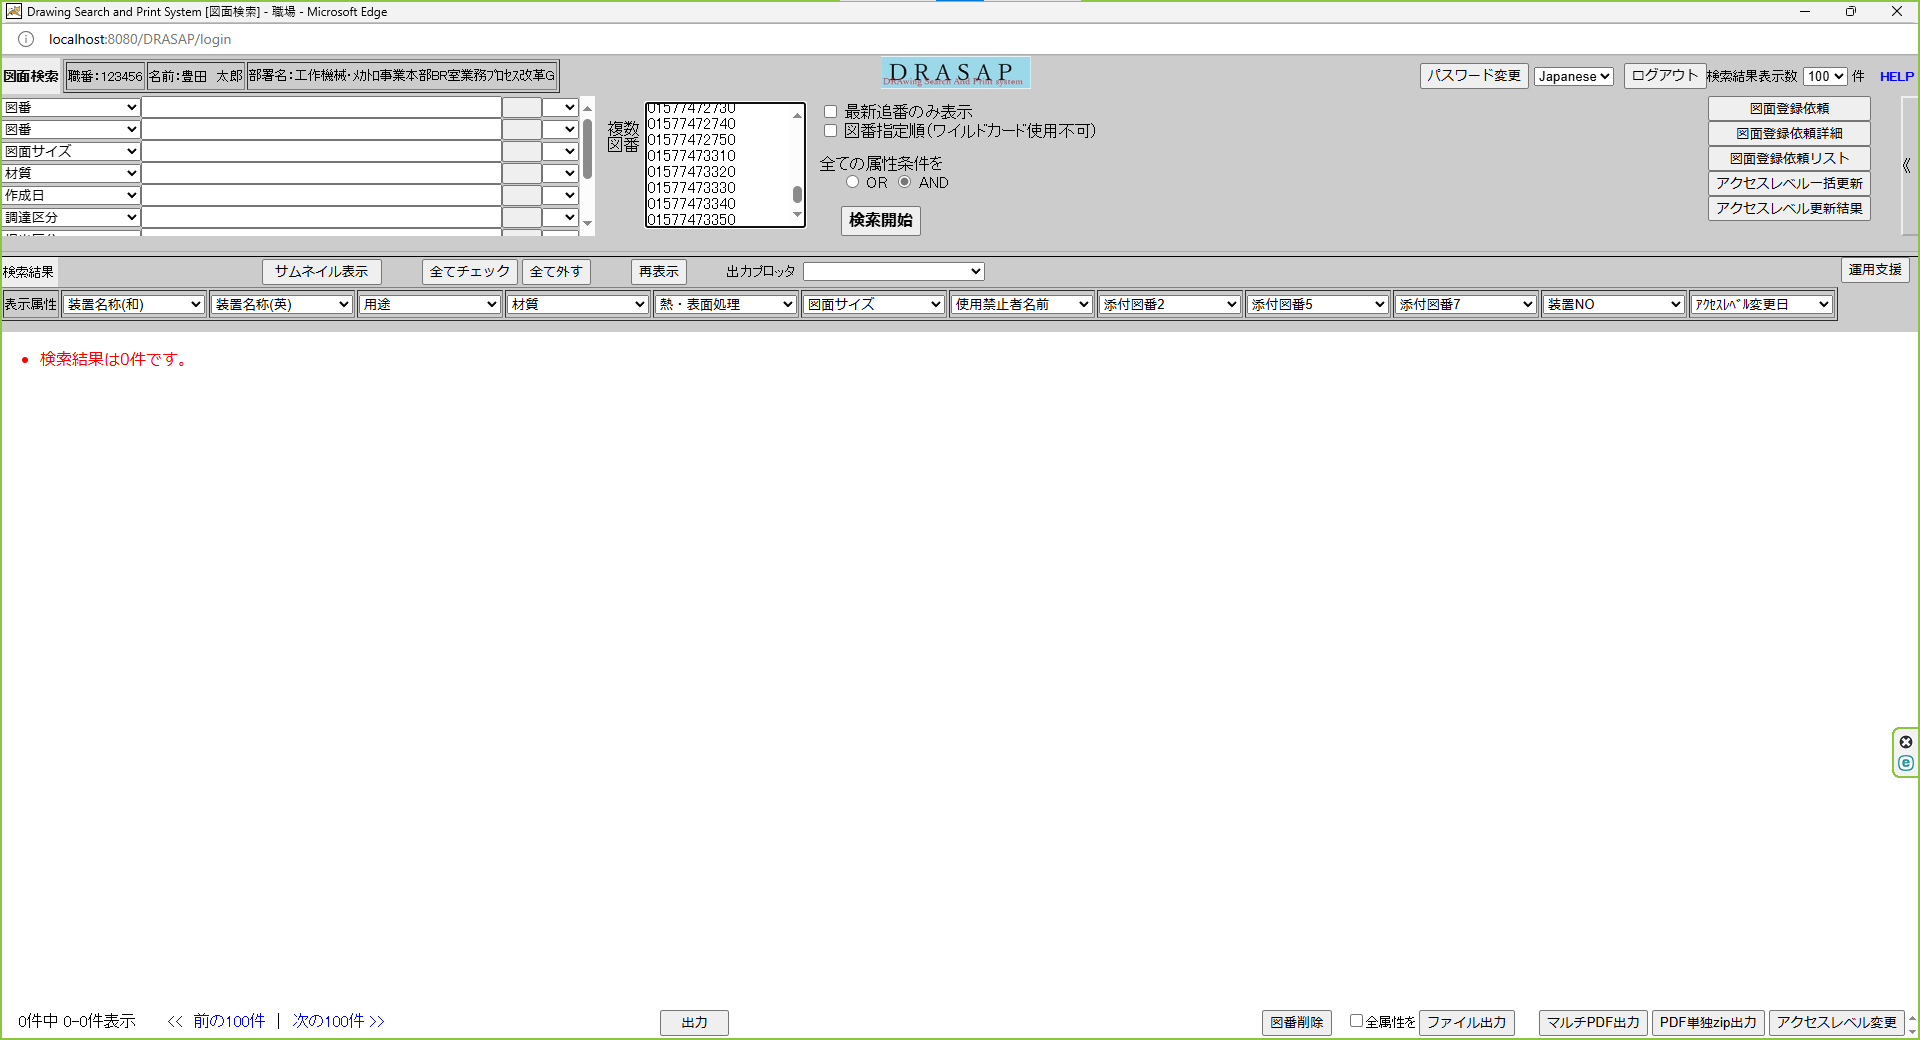 Drawing Search and Print System [図面検索] - 職場 - Microsoft Edge
localhost:8080/DRASAP/login
図面検索 職番:123456 名前:豊田 太郎 部署名:工作機械・ﾒｶﾄﾛ事業本部BR室業務ﾌﾟﾛｾｽ改革G
DRASAP
DRAwing Search And Print system
パスワード変更 Japanese ログアウト 検索結果表示数 100 件 HELP
図番
図番
図面サイズ
材質
作成日
調達区分
複数
図番
01577472730
01577472740
01577472750
01577473310
01577473320
01577473330
01577473340
01577473350
最新追番のみ表示
図番指定順(ワイルドカード使用不可)
全ての属性条件を
OR AND
検索開始
図面登録依頼
図面登録依頼詳細
図面登録依頼リスト
アクセスレベル一括更新
アクセスレベル更新結果
《
検索結果 サムネイル表示 全てチェック 全て外す 再表示 出力プロッタ 運用支援
表示属性 装置名称(和) 装置名称(英) 用途 材質 熱・表面処理 図面サイズ 使用禁止者名前 添付図番2 添付図番5 添付図番7 装置NO ｱｸｾｽﾚﾍﾞﾙ変更日
• 検索結果は0件です。
0件中 0-0件表示 << 前の100件 | 次の100件 >> 出力 図番削除 全属性を ファイル出力 マルチPDF出力 PDF単独zip出力 アクセスレベル変更